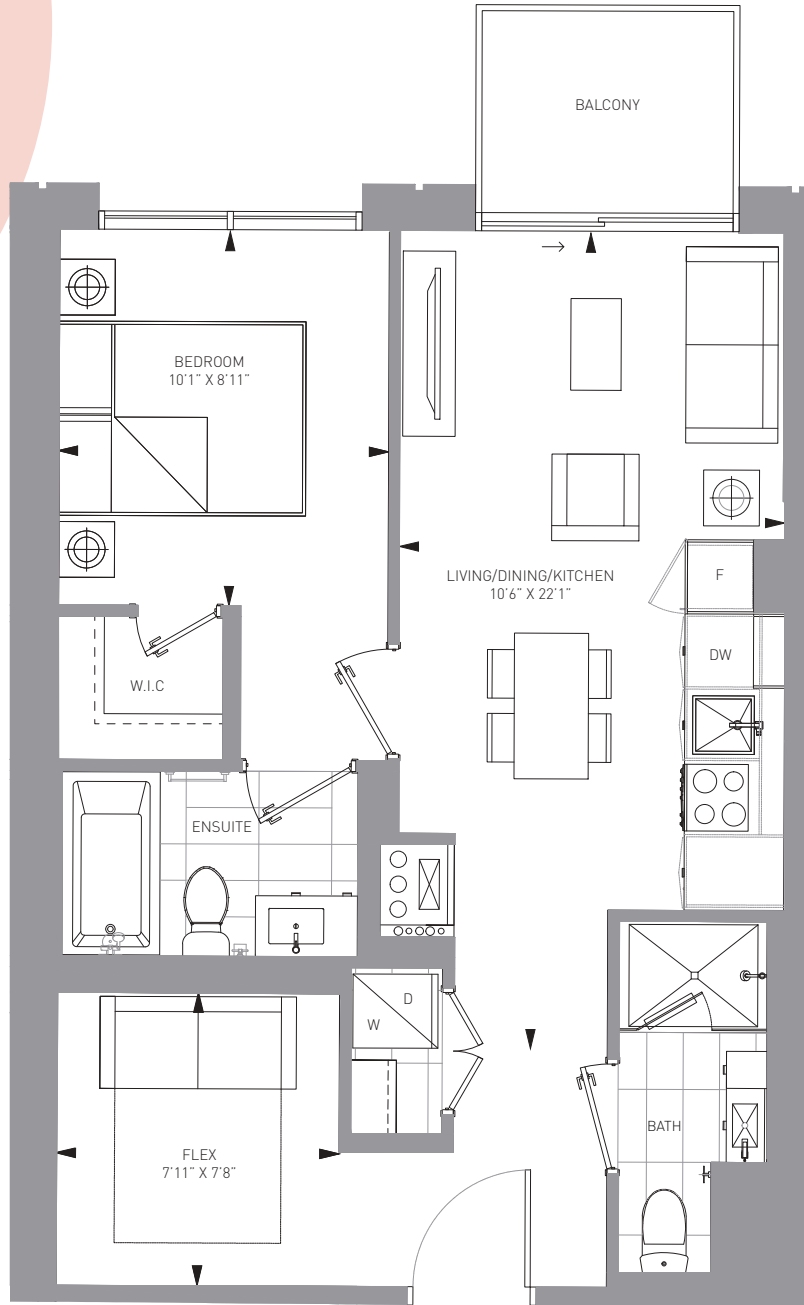 BALCONY
BEDROOM
10'1" X 8'11"
LIVING/DINING/KITCHEN
10'6" X 22'1"
F
DW
W.I.C
ENSUITE
D
W
BATH
FLEX
7'11" X 7'8"